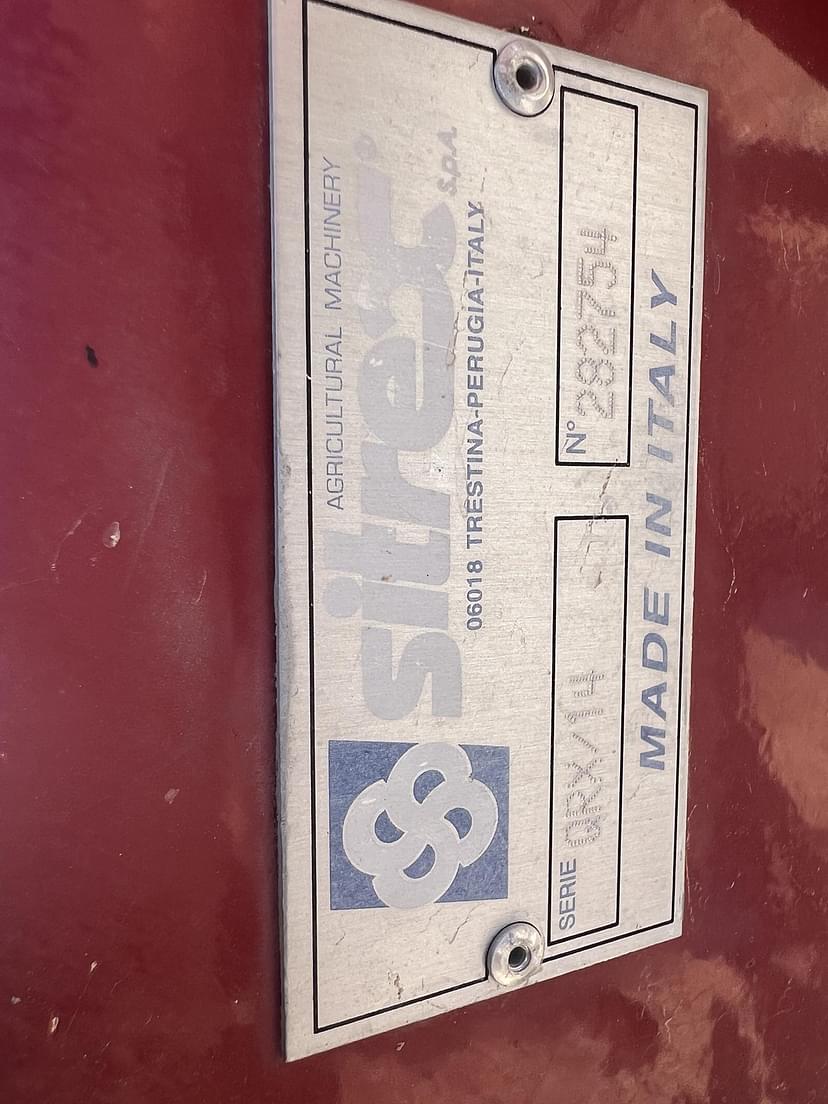 AGRICULTURAL MACHINERY
sitrex®
S.p.A.
06018 TRESTINA-PERUGIA-ITALY
SERIE QRX/14
N° 282754
MADE IN ITALY